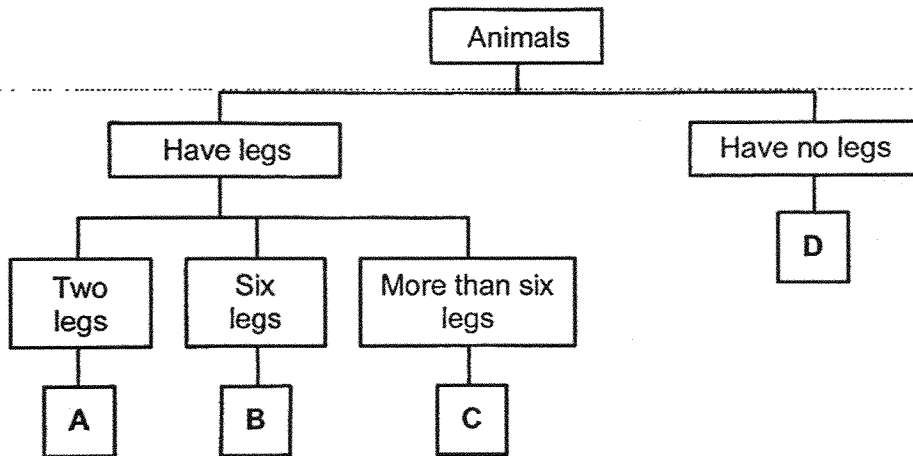 Animals
Have legs
Have no legs
D
Two
legs
Six
legs
More than six
legs
A
B
C